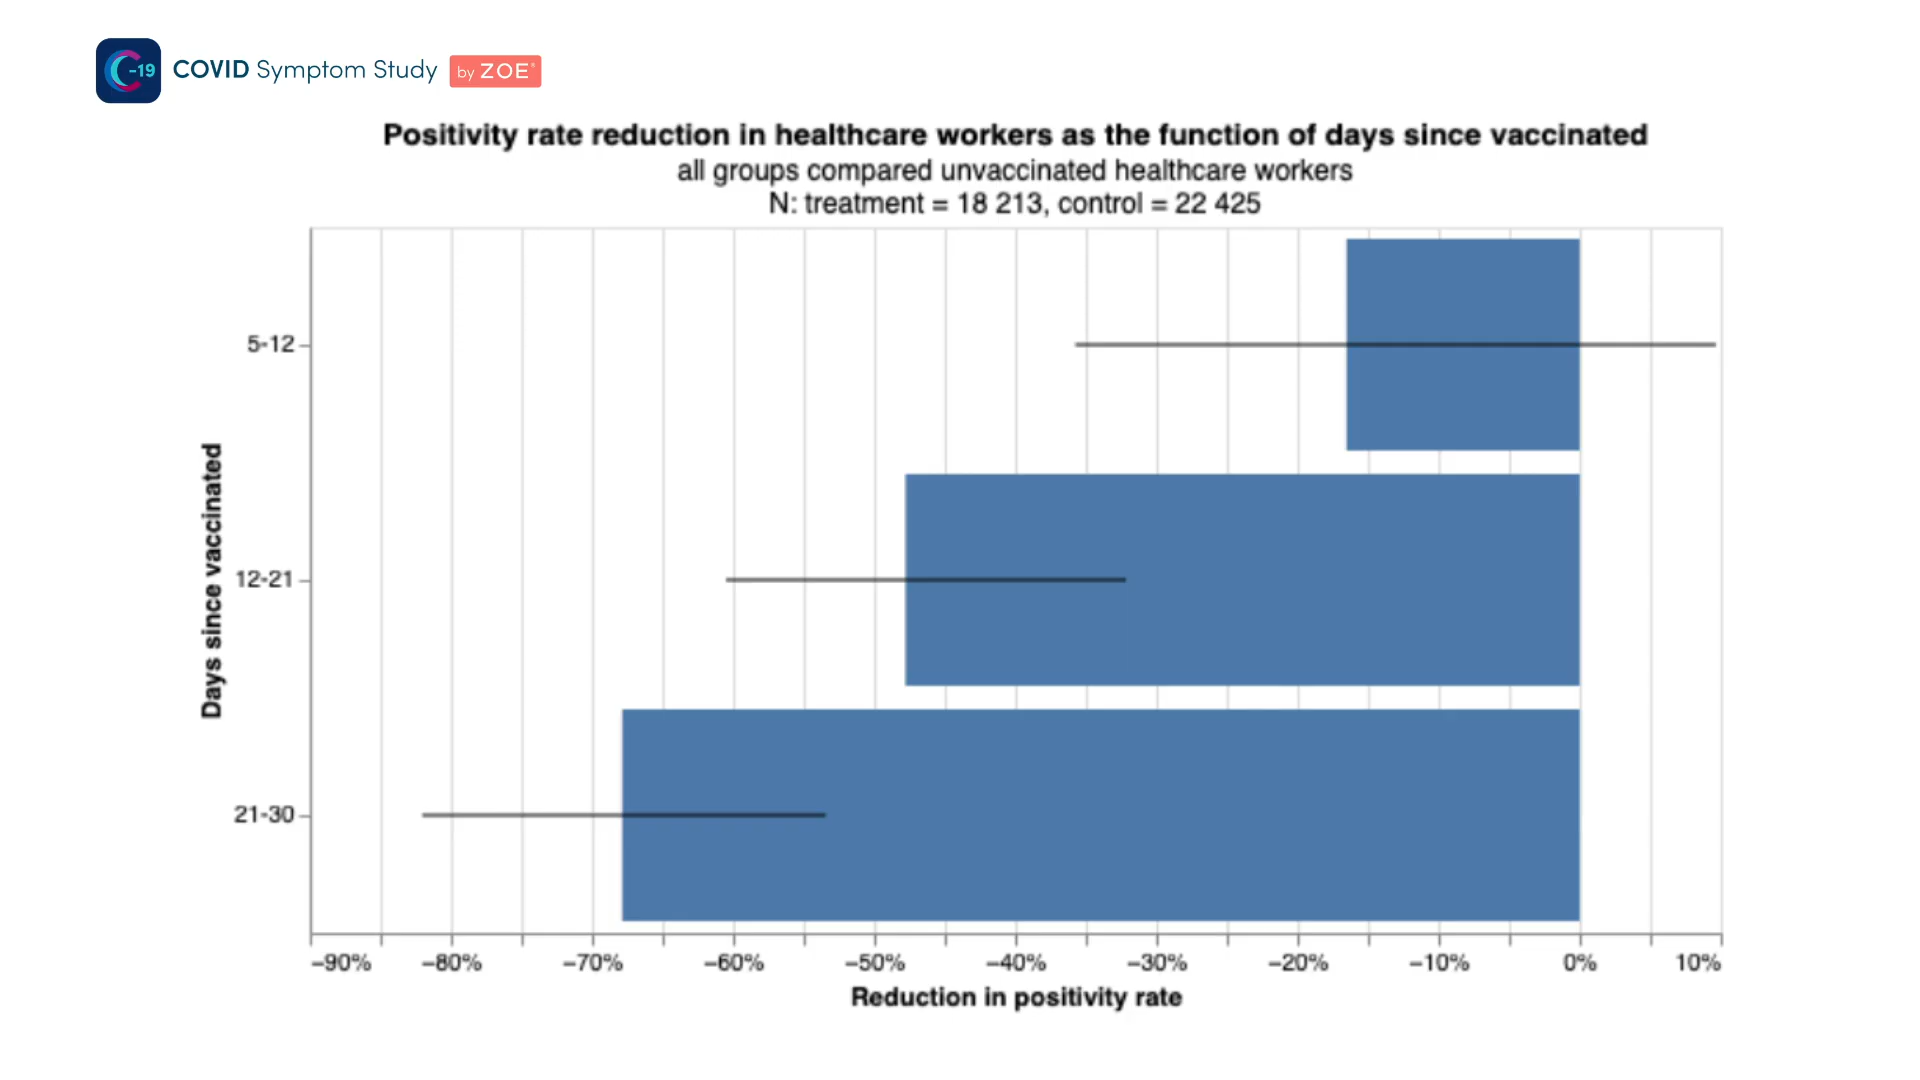 C-19 COVID Symptom Study by ZOE
Positivity rate reduction in healthcare workers as the function of days since vaccinated
all groups compared unvaccinated healthcare workers
N: treatment = 18 213, control = 22 425
Days since vaccinated
5-12
12-21
21-30
–90% –80% –70% –60% –50% –40% –30% –20% –10% 0% 10%
Reduction in positivity rate